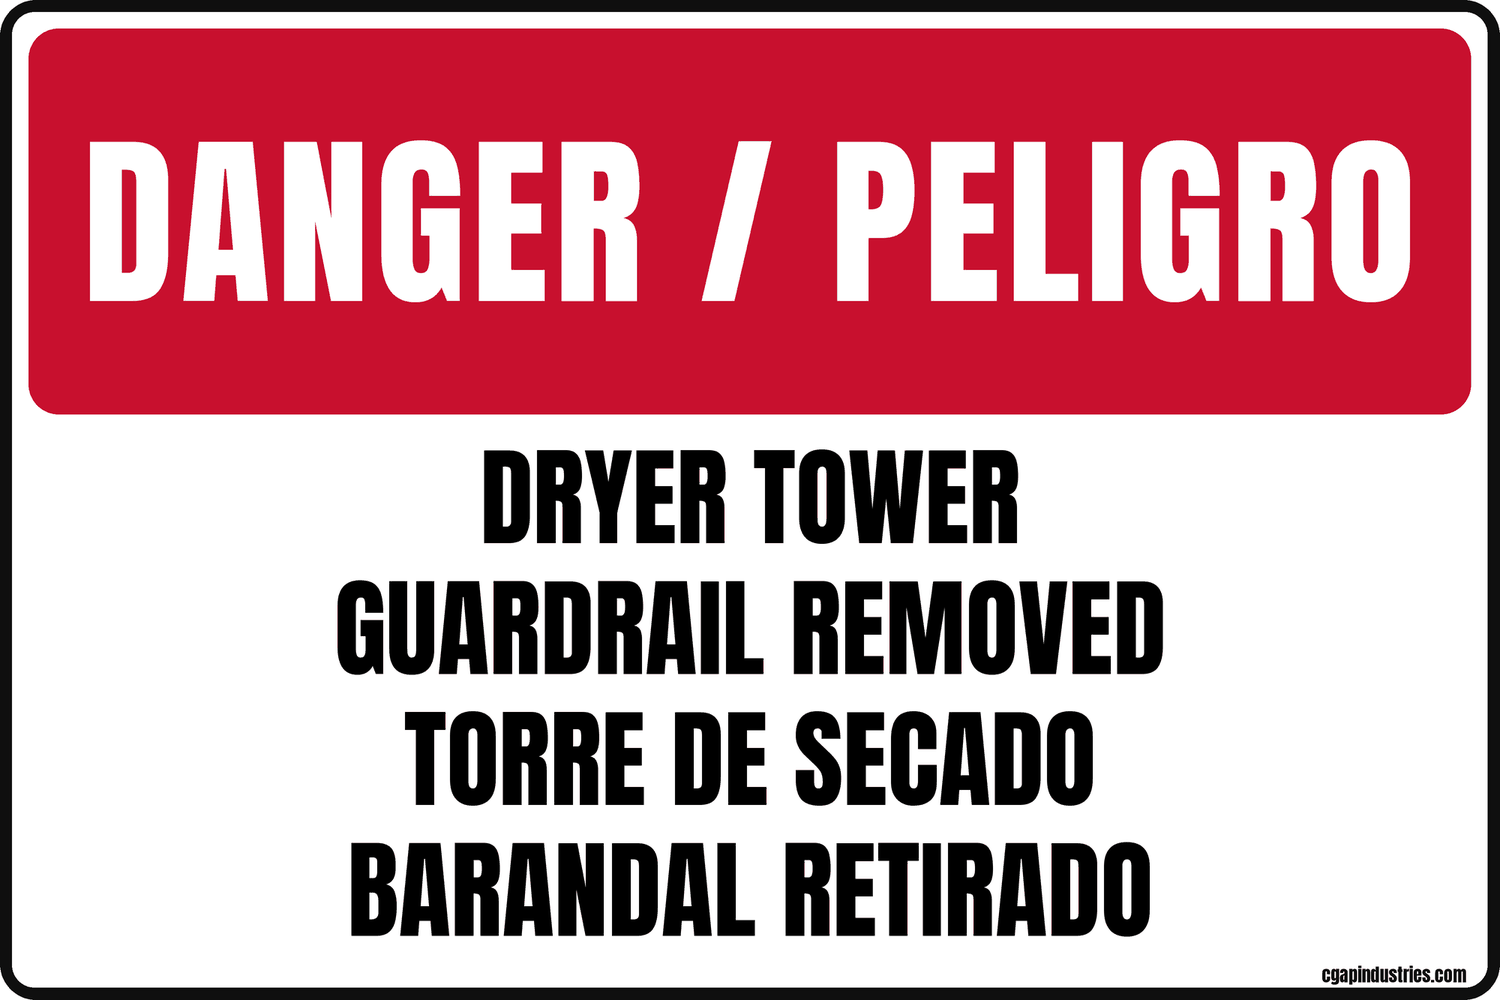 DANGER / PELIGRO
DRYER TOWER
GUARDRAIL REMOVED
TORRE DE SECADO
BARANDAL RETIRADO
cgapindustries.com